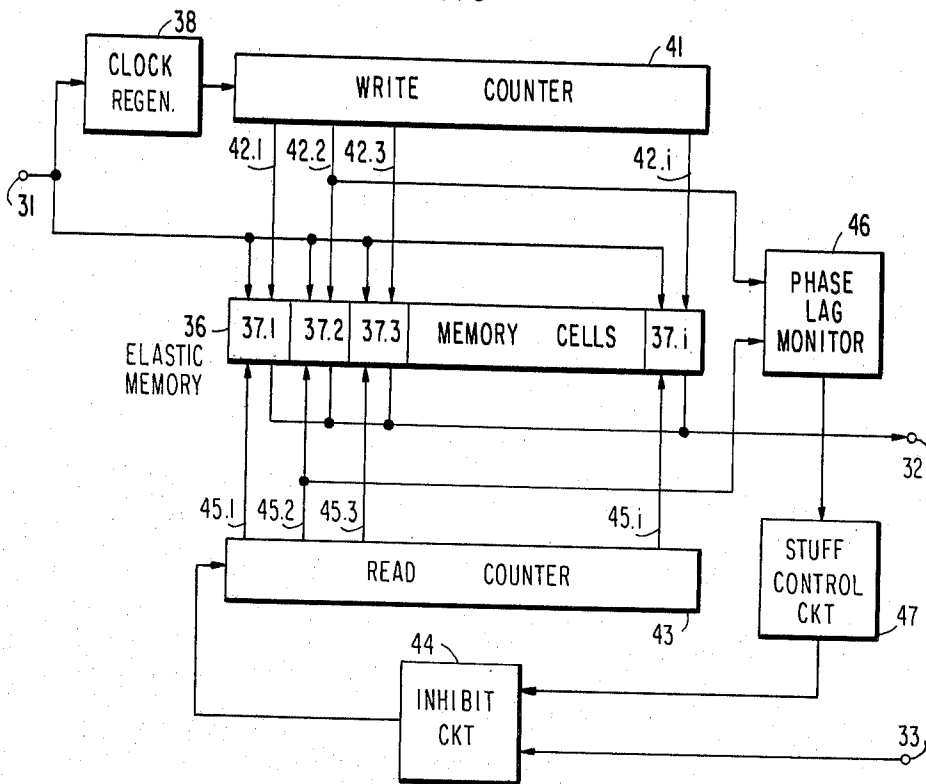 38
CLOCK
REGEN.
41
WRITE COUNTER
42.1
42.2
42.3
42.i
31
46
PHASE
LAG
MONITOR
36
ELASTIC
MEMORY
37.1
37.2
37.3
MEMORY CELLS
37.i
32
45.1
45.2
45.3
45.i
READ COUNTER
43
STUFF
CONTROL
CKT
47
44
INHIBIT
CKT
33